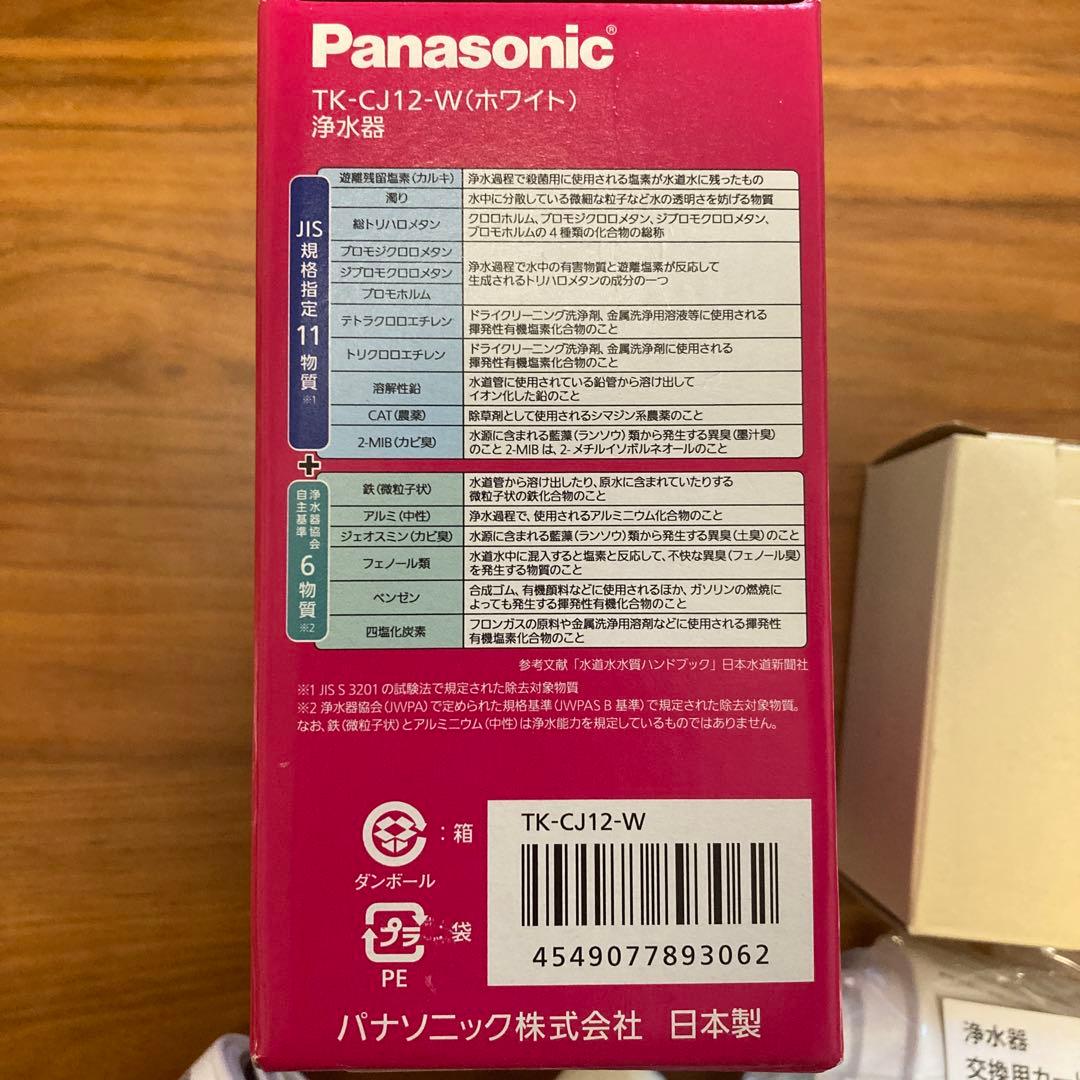 Panasonic®
TK-CJ12-W(ホワイト)
浄水器
JIS規格指定11物質※1
遊離残留塩素(カルキ) 浄水過程で殺菌用に使用される塩素が水道水に残ったもの
濁り 水中に分散している微細な粒子など水の透明さを妨げる物質
総トリハロメタン クロロホルム、ブロモジクロロメタン、ジブロモクロロメタン、
ブロモホルムの4種類の化合物の総称
ブロモジクロロメタン
ジブロモクロロメタン
ブロモホルム
浄水過程で水中の有害物質と遊離塩素が反応して
生成されるトリハロメタンの成分の一つ
テトラクロロエチレン ドライクリーニング洗浄剤、金属洗浄用溶液等に使用される
揮発性有機塩素化合物のこと
トリクロロエチレン ドライクリーニング洗浄剤、金属洗浄剤に使用される
揮発性有機塩素化合物のこと
溶解性鉛 水道管に使用されている鉛管から溶け出して
イオン化した鉛のこと
CAT(農薬) 除草剤として使用されるシマジン系農薬のこと
2-MIB(カビ臭) 水源に含まれる藍藻(ランソウ)類から発生する異臭(墨汁臭)
のこと 2-MIBは、2-メチルイソボルネオールのこと
+
浄水器協会
自主基準
6物質※2
鉄(微粒子状) 水道管から溶け出したり、原水に含まれていたりする
微粒子状の鉄化合物のこと
アルミ(中性) 浄水過程で、使用されるアルミニウム化合物のこと
ジェオスミン(カビ臭) 水源に含まれる藍藻(ランソウ)類から発生する異臭(土臭)のこと
フェノール類 水道水中に混入すると塩素と反応して、不快な異臭(フェノール臭)
を発生する物質のこと
ベンゼン 合成ゴム、有機顔料などに使用されるほか、ガソリンの燃焼に
よっても発生する揮発性有機化合物のこと
四塩化炭素 フロンガスの原料や金属洗浄用溶剤などに使用される揮発性
有機塩素化合物のこと
参考文献「水道水水質ハンドブック」日本水道新聞社
※1 JIS S 3201の試験法で規定された除去対象物質
※2 浄水器協会(JWPA)で定められた規格基準(JWPAS B 基準)で規定された除去対象物質。
なお、鉄(微粒子状)とアルミニウム(中性)は浄水能力を規定しているものではありません。
:箱
ダンボール
プラ
:袋
PE
TK-CJ12-W
4549077893062
パナソニック株式会社 日本製
浄水器
交換用カー